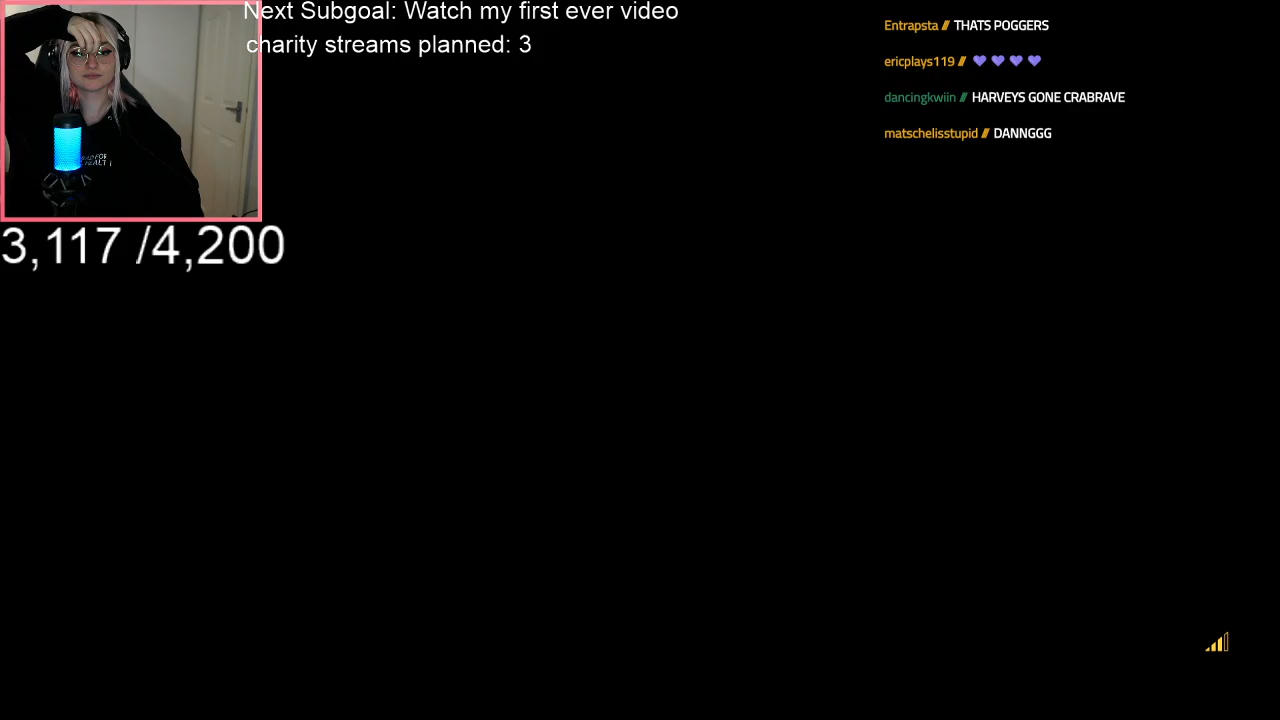 Next Subgoal: Watch my first ever video
charity streams planned: 3
Entrapsta // THATS POGGERS
ericplays119 // 💜 💜 💜 💜
dancingkwiin // HARVEYS GONE CRABRAVE
matschelisstupid // DANNGGG
3,117 /4,200